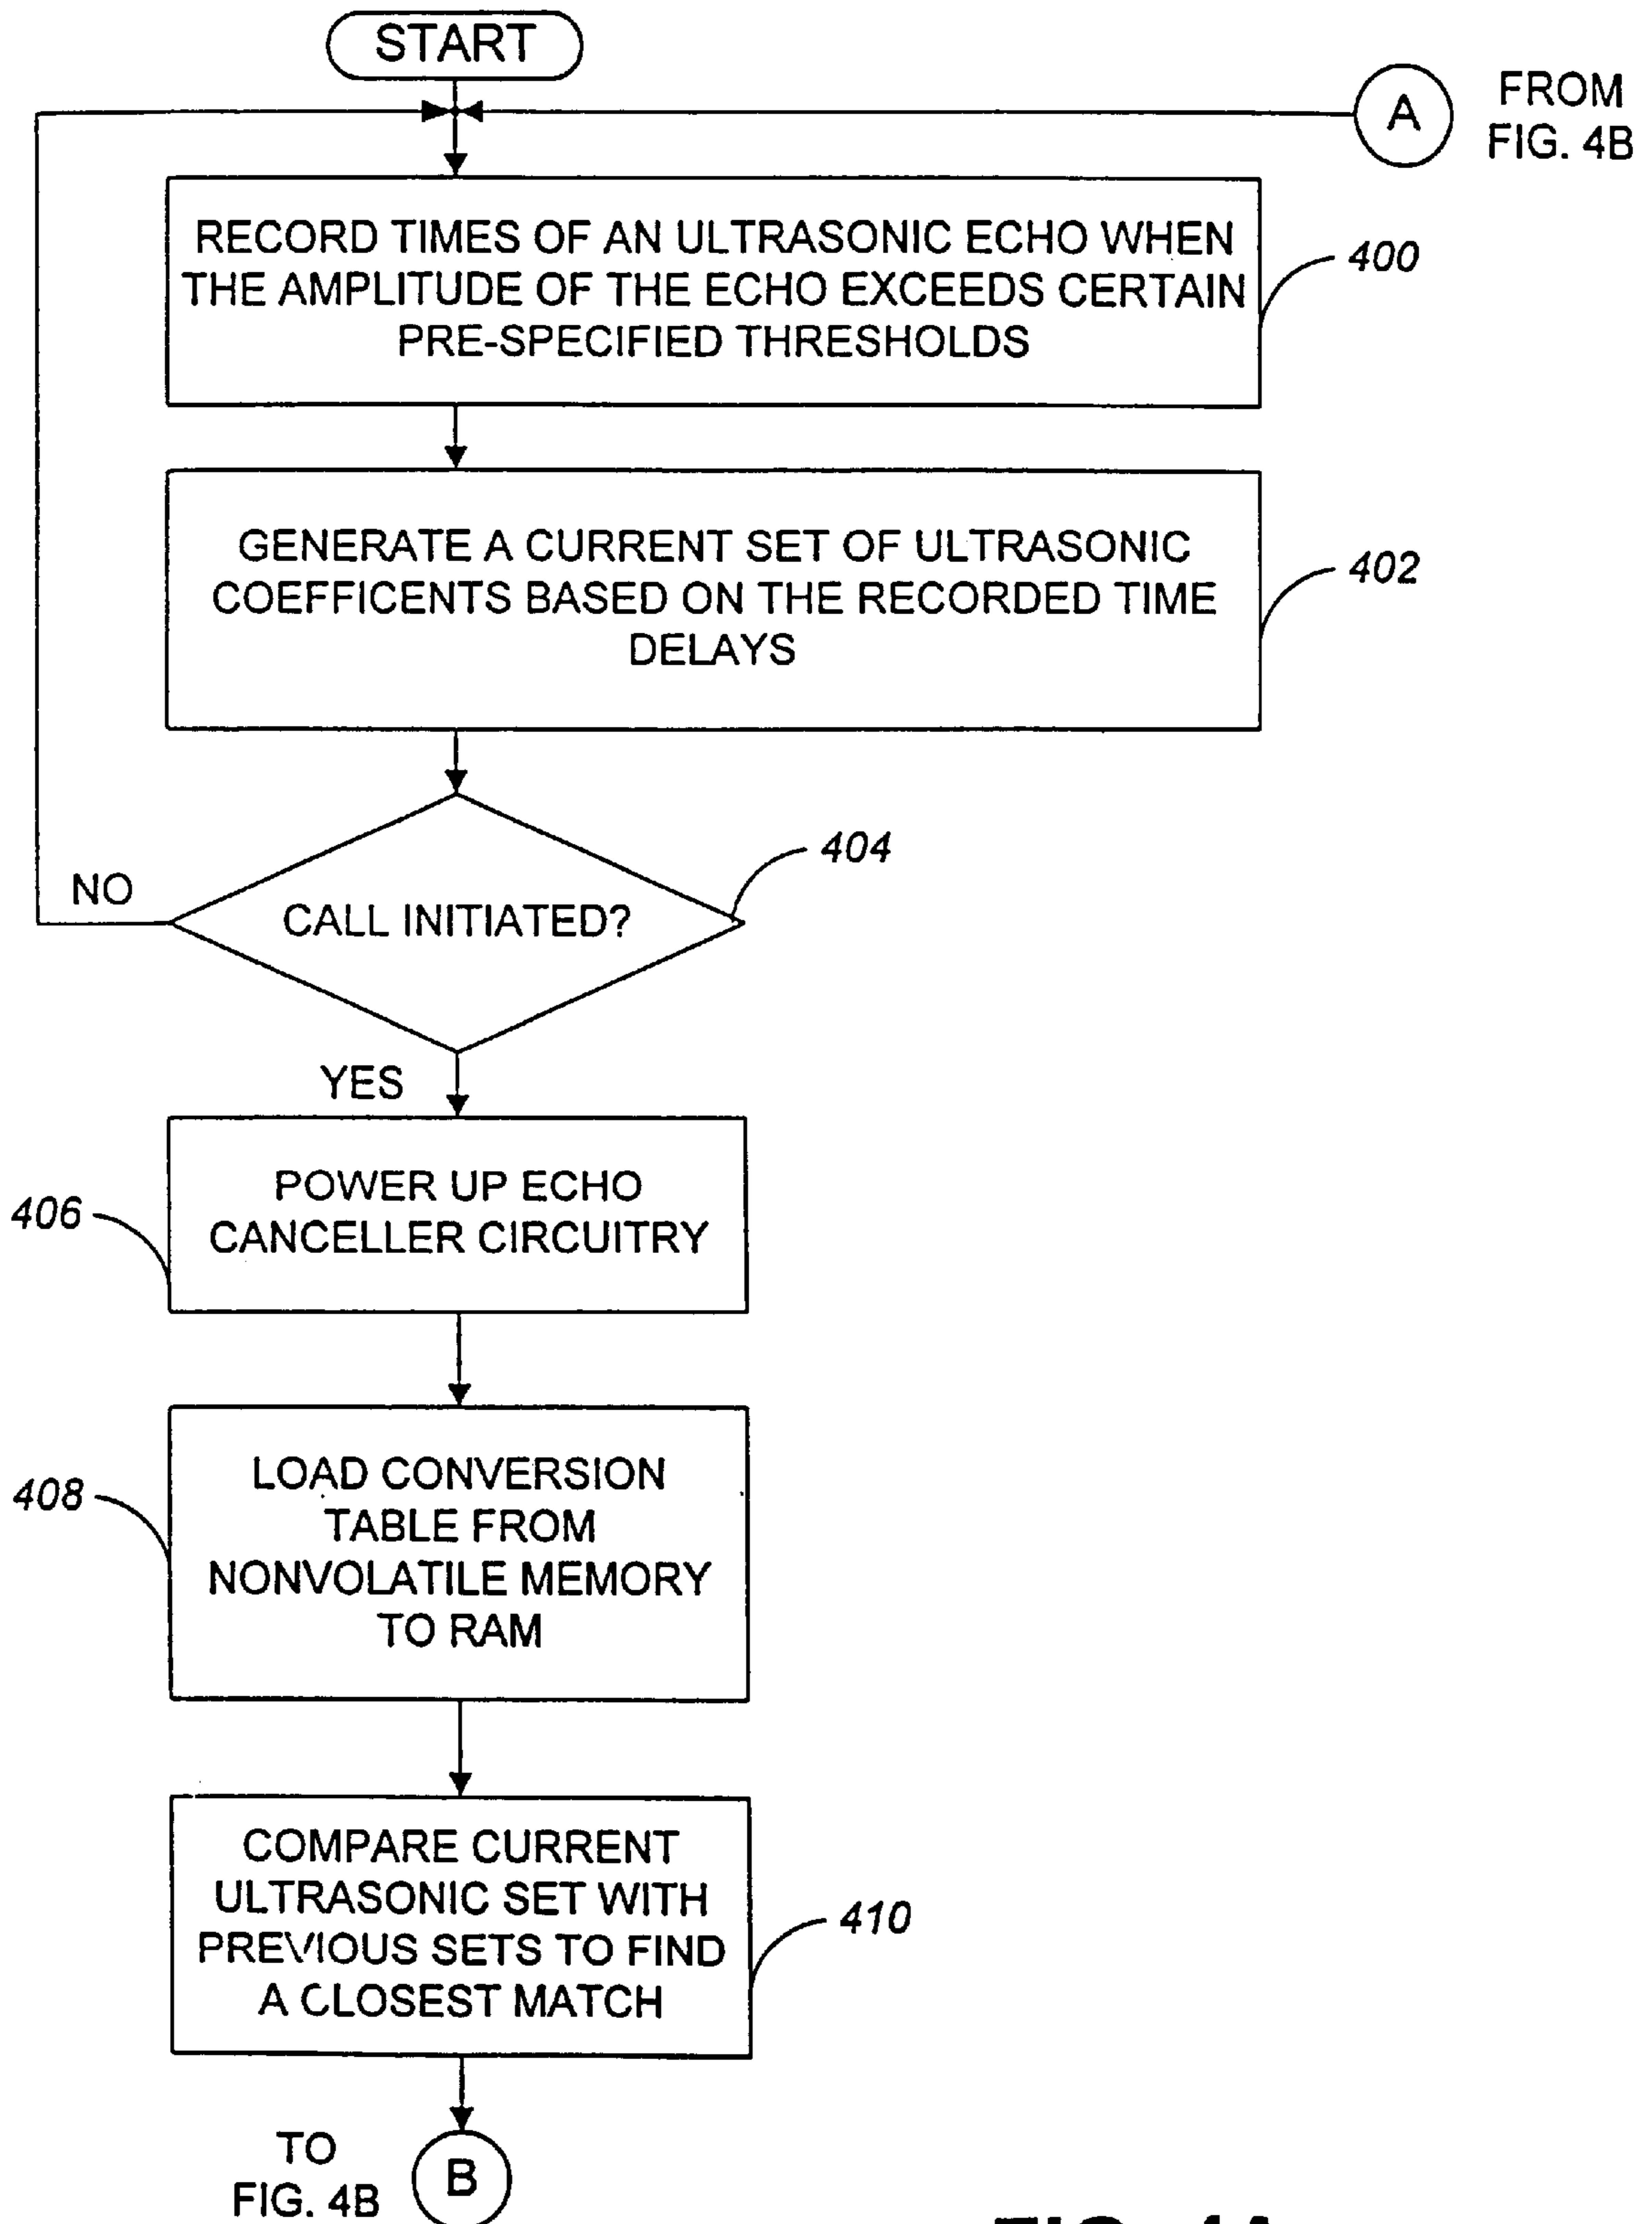 START
A
FROM
FIG. 4B
RECORD TIMES OF AN ULTRASONIC ECHO WHEN
THE AMPLITUDE OF THE ECHO EXCEEDS CERTAIN
PRE-SPECIFIED THRESHOLDS
400
GENERATE A CURRENT SET OF ULTRASONIC
COEFFICENTS BASED ON THE RECORDED TIME
DELAYS
402
CALL INITIATED?
404
NO
YES
POWER UP ECHO
CANCELLER CIRCUITRY
406
LOAD CONVERSION
TABLE FROM
NONVOLATILE MEMORY
TO RAM
408
COMPARE CURRENT
ULTRASONIC SET WITH
PREVIOUS SETS TO FIND
A CLOSEST MATCH
410
TO
FIG. 4B
B